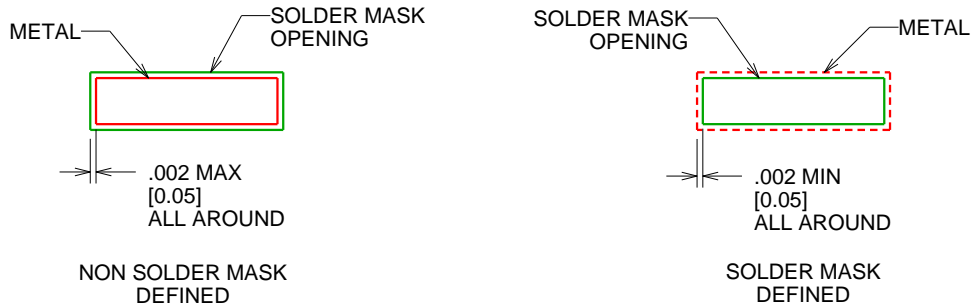 METAL
SOLDER MASK
OPENING
.002 MAX
[0.05]
ALL AROUND
NON SOLDER MASK
DEFINED
SOLDER MASK
OPENING
METAL
.002 MIN
[0.05]
ALL AROUND
SOLDER MASK
DEFINED